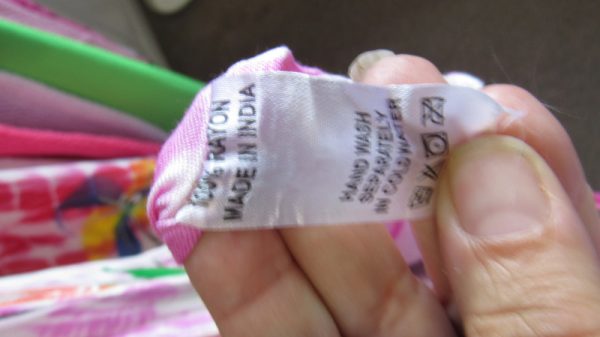 100% RAYON
MADE IN INDIA
HAND WASH
SEPARATELY
IN COLD WATER